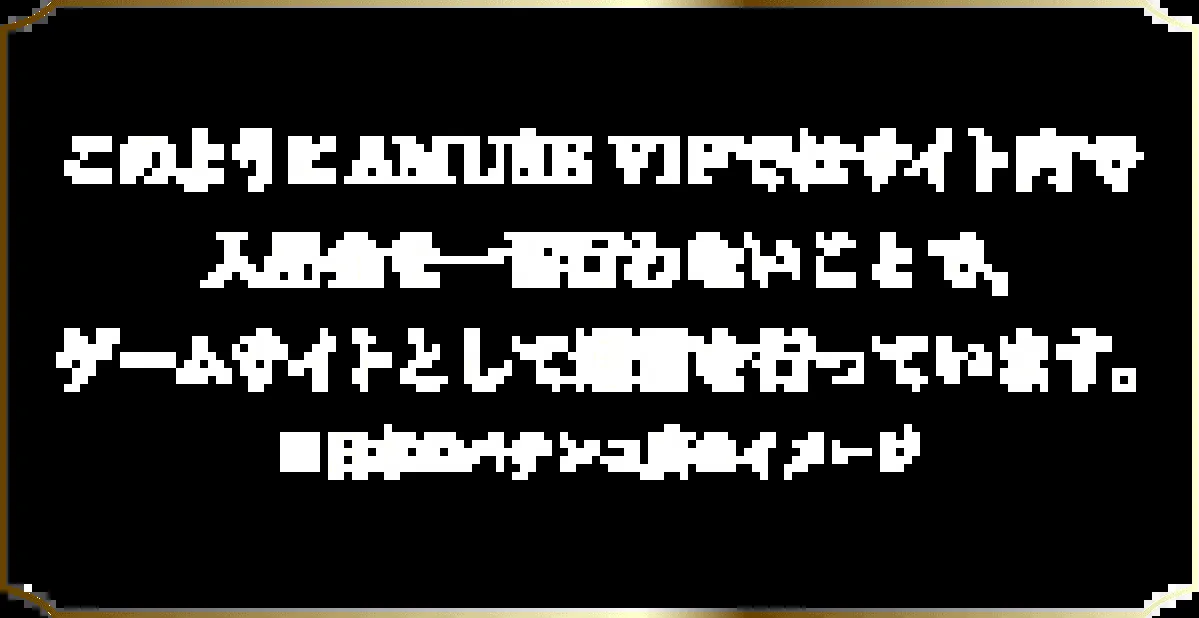 このようにAMUSE VIPではサイト内で
入出金を一切行わないことで、
ゲームサイトとして運営を行っています。
※日本のパチンコ店のイメージ